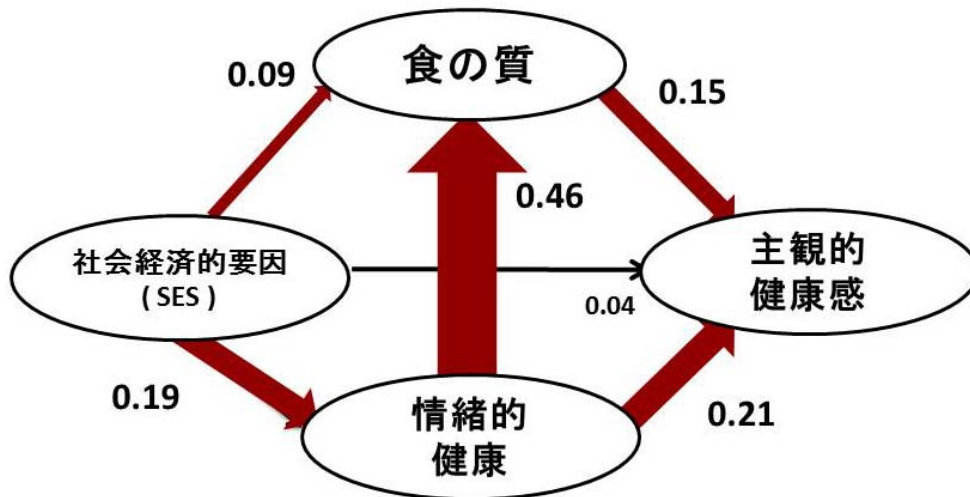 食の質
0.09
0.15
0.46
社会経済的要因
( SES )
主観的
健康感
0.04
0.19
情緒的
健康
0.21